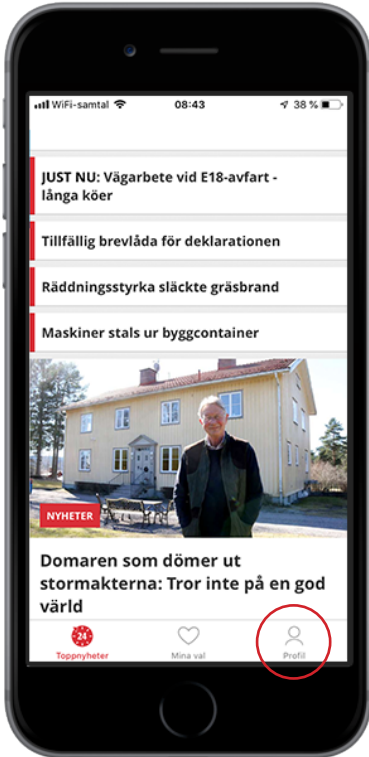 WiFi-samtal 08:43 38 %
JUST NU: Vägarbete vid E18-avfart -
långa köer
Tillfällig brevlåda för deklarationen
Räddningsstyrka släckte gräsbrand
Maskiner stals ur byggcontainer
NYHETER
Domaren som dömer ut
stormakterna: Tror inte på en god
värld
24
Toppnyheter Mina val Profil